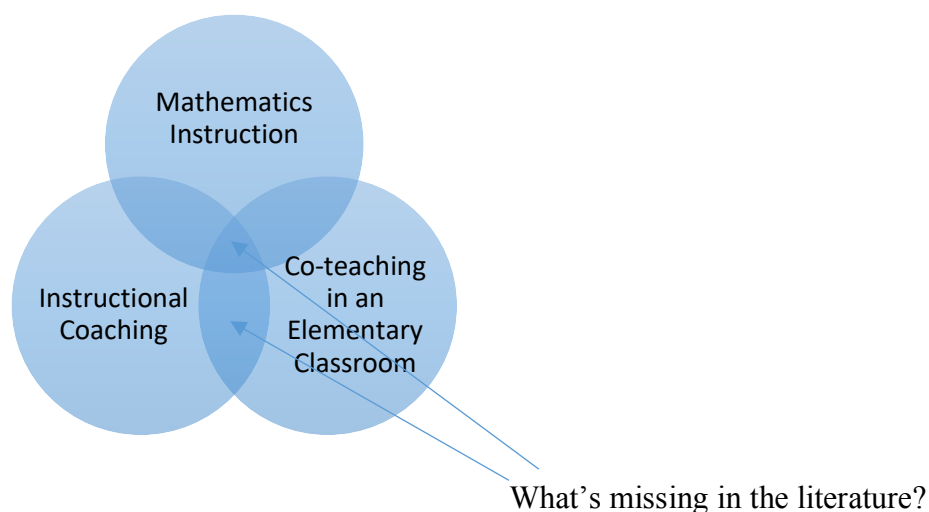 Mathematics
Instruction
Instructional
Coaching
Co-teaching
in an
Elementary
Classroom
What’s missing in the literature?